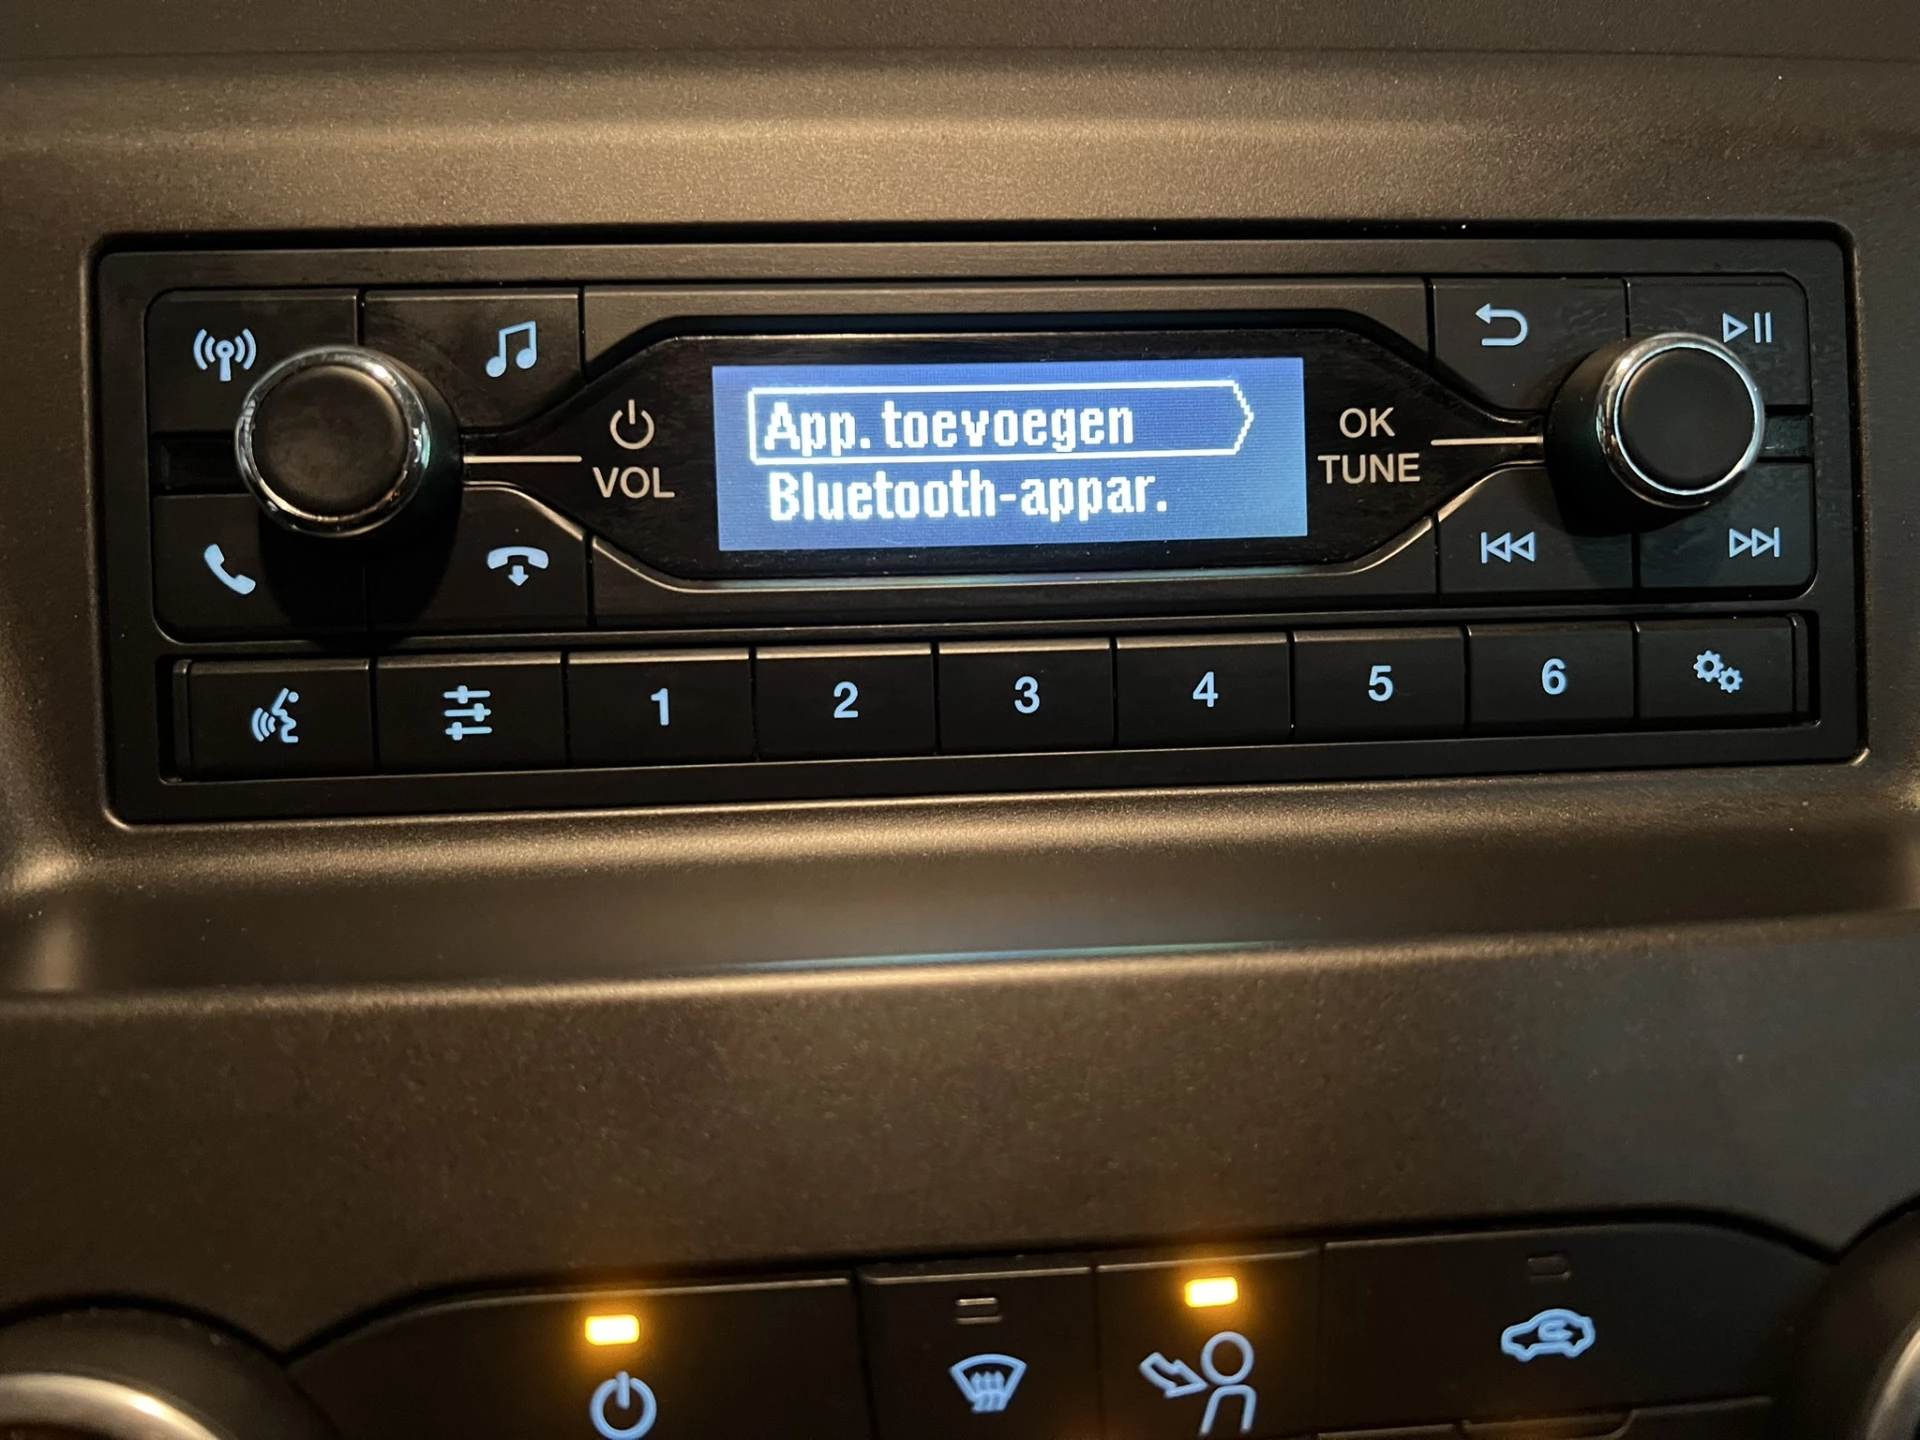 VOL
App. toevoegen
Bluetooth-appar.
OK
TUNE
1 2 3 4 5 6